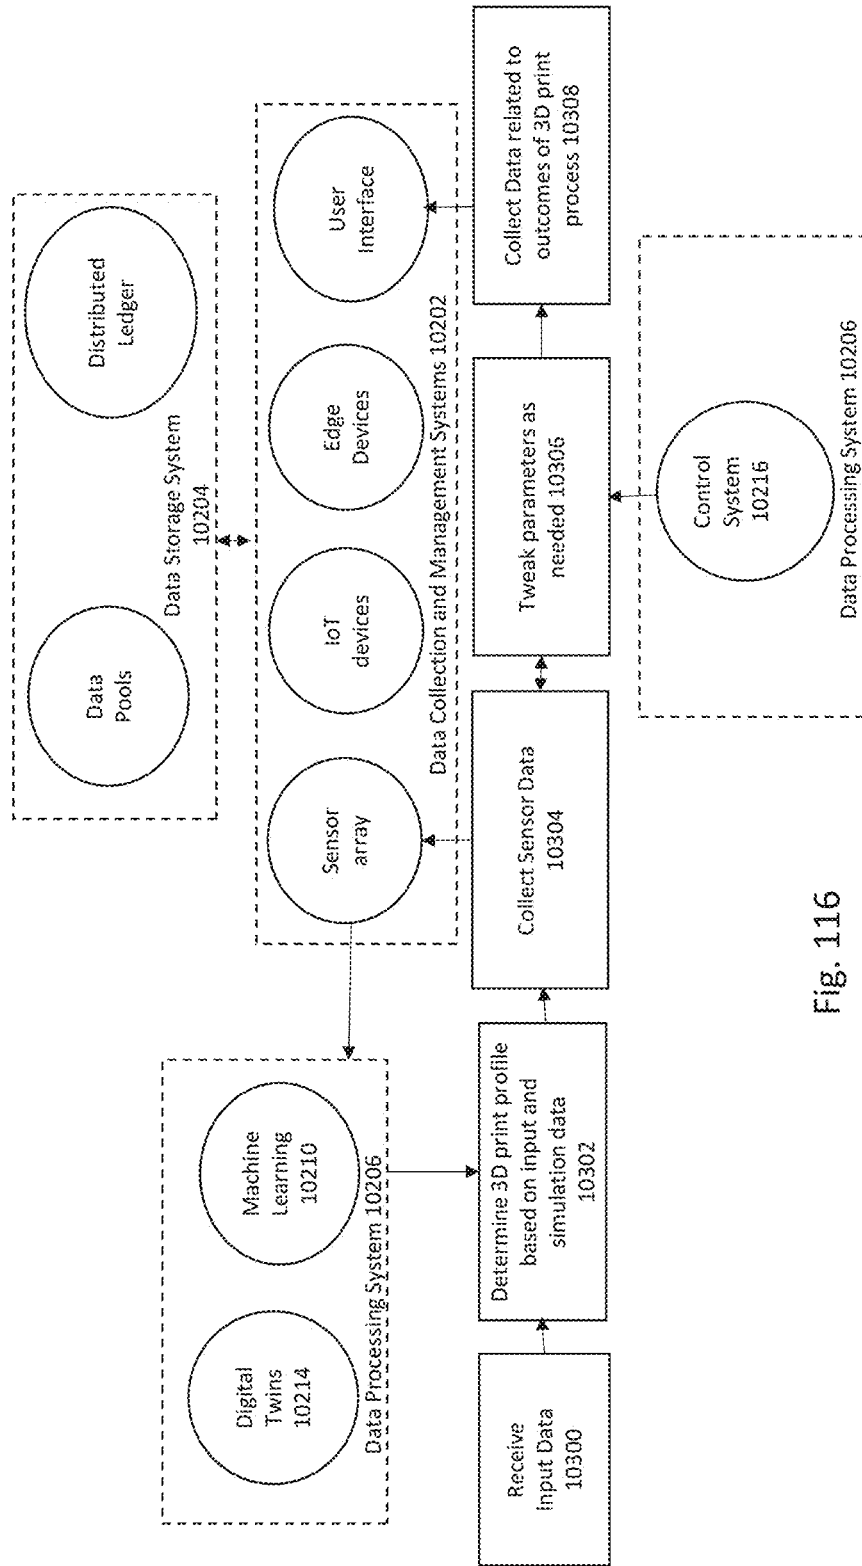 Data
Pools
Distributed
Ledger
Data Storage System
10204
Sensor
array
IoT
devices
Edge
Devices
User
Interface
Data Collection and Management Systems 10202
Digital
Twins
10214
Machine
Learning
10210
Data Processing System 10206
Receive
Input Data
10300
Determine 3D print profile
based on input and
simulation data
10302
Collect Sensor Data
10304
Tweak parameters as
needed 10306
Collect Data related to
outcomes of 3D print
process 10308
Control
System
10216
Data Processing System 10206
Fig. 116